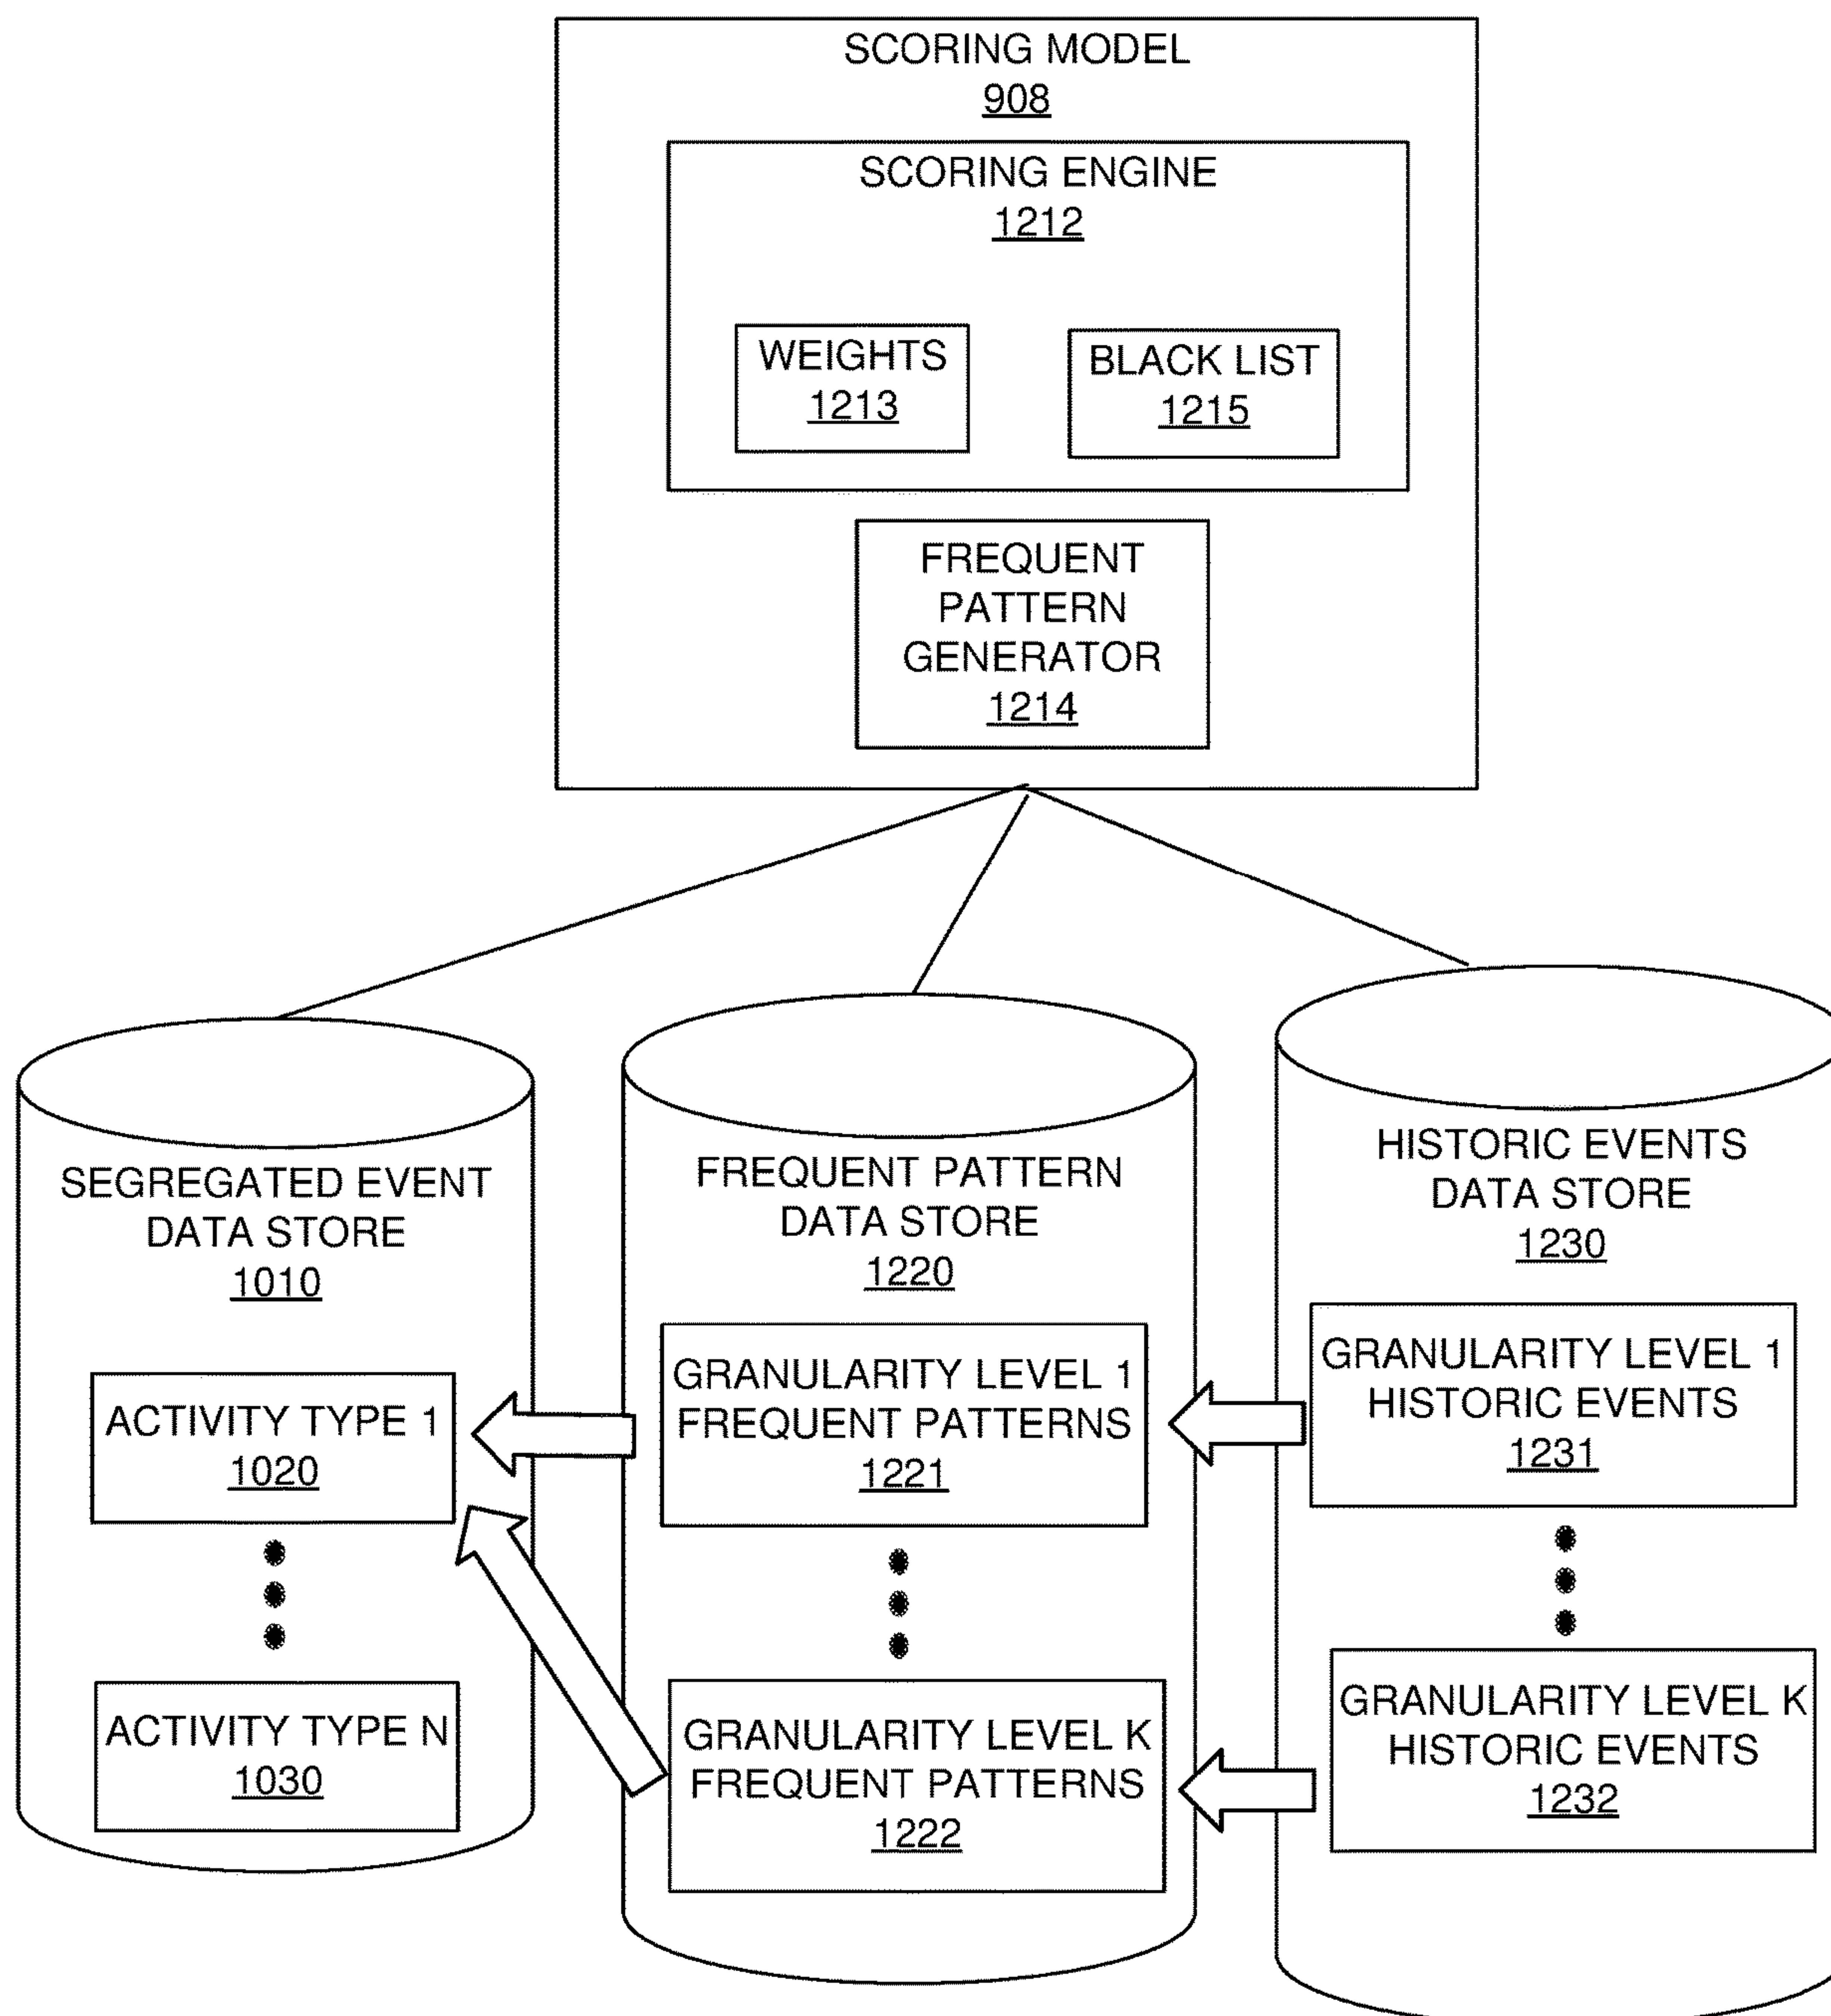 SCORING MODEL
908
SCORING ENGINE
1212
WEIGHTS
1213
BLACK LIST
1215
FREQUENT
PATTERN
GENERATOR
1214
SEGREGATED EVENT
DATA STORE
1010
ACTIVITY TYPE 1
1020
ACTIVITY TYPE N
1030
FREQUENT PATTERN
DATA STORE
1220
GRANULARITY LEVEL 1
FREQUENT PATTERNS
1221
GRANULARITY LEVEL K
FREQUENT PATTERNS
1222
HISTORIC EVENTS
DATA STORE
1230
GRANULARITY LEVEL 1
HISTORIC EVENTS
1231
GRANULARITY LEVEL K
HISTORIC EVENTS
1232